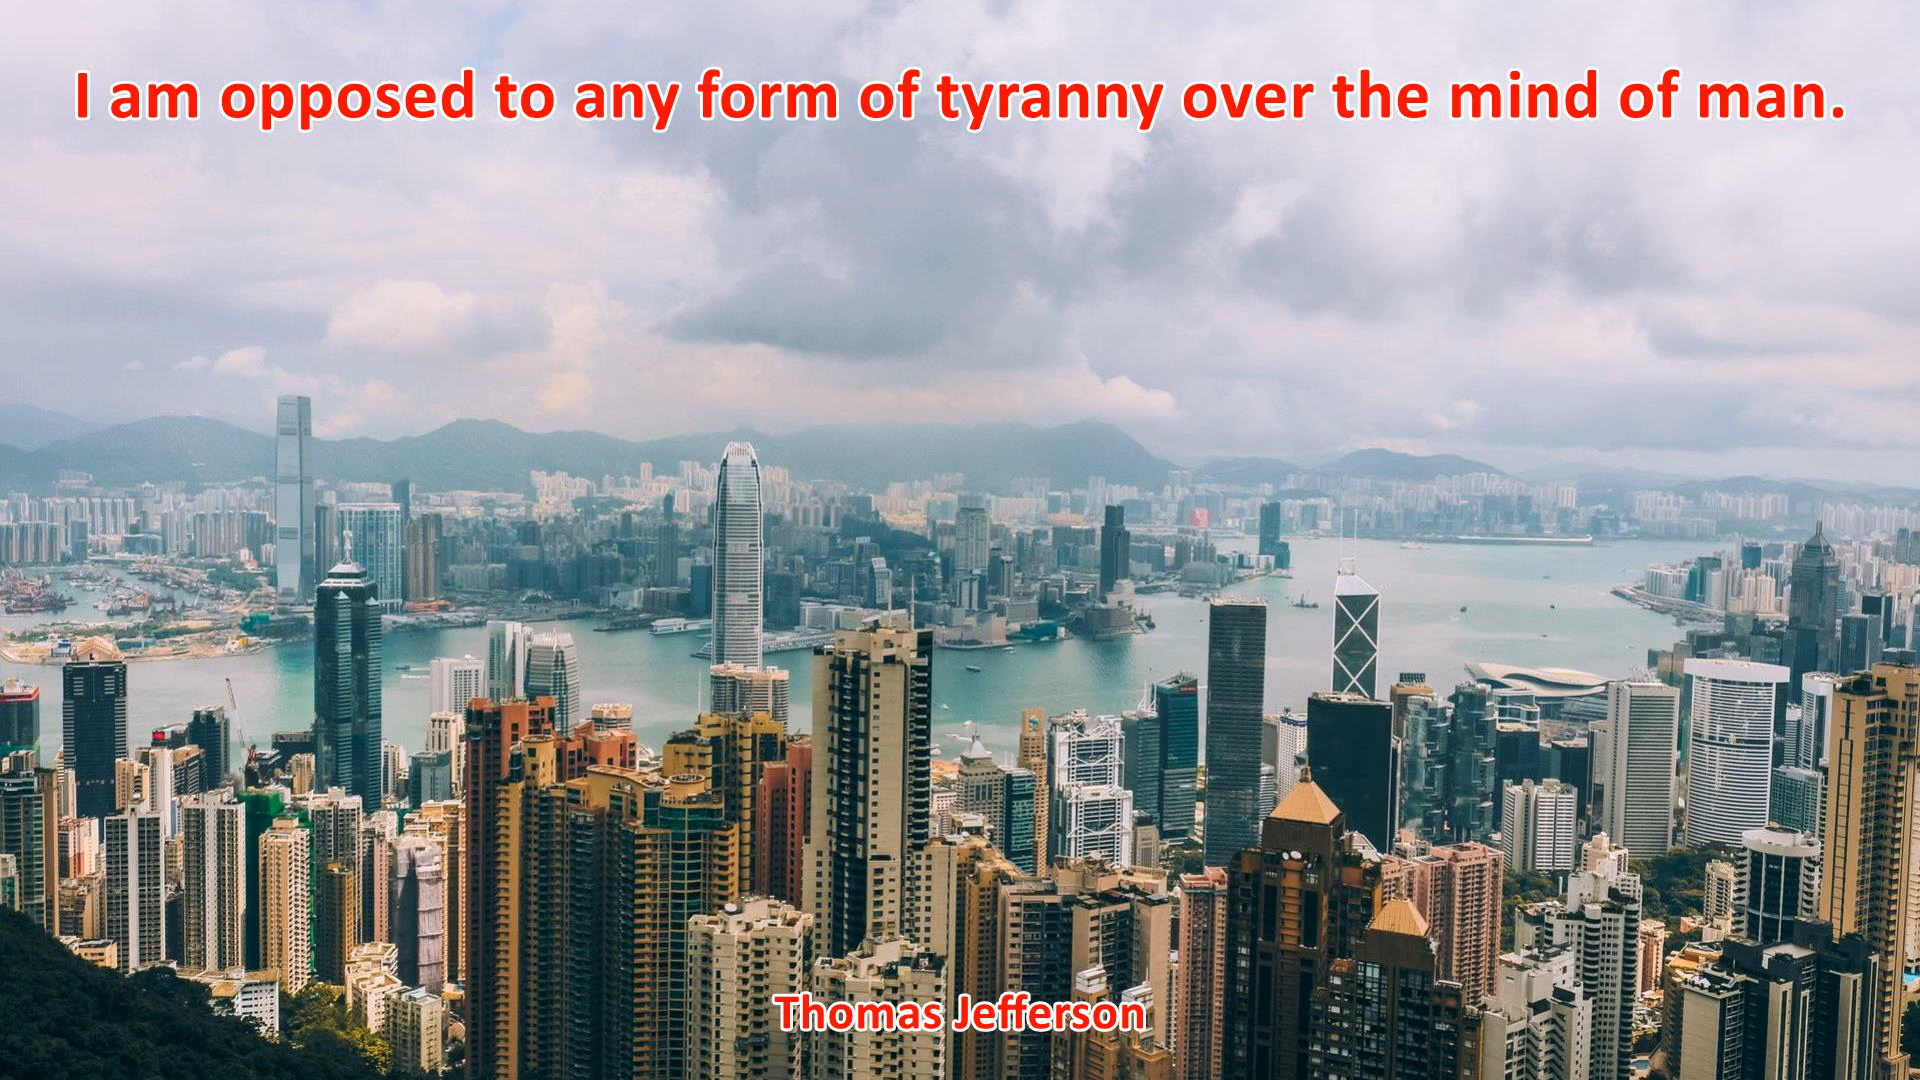 I am opposed to any form of tyranny over the mind of man.
Thomas Jefferson